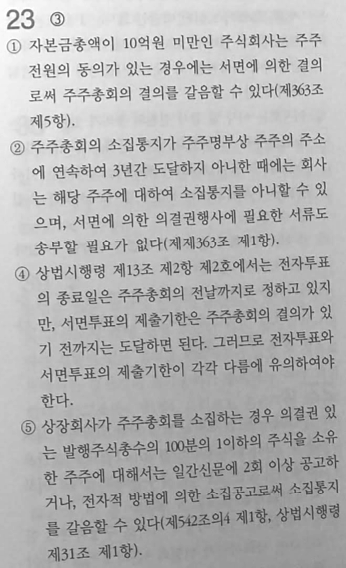 23 ③
① 자본금총액이 10억원 미만인 주식회사는 주주
전원의 동의가 있는 경우에는 서면에 의한 결의
로써 주주총회의 결의를 갈음할 수 있다(제363조
제5항).
② 주주총회의 소집통지가 주주명부상 주주의 주소
에 연속하여 3년간 도달하지 아니한 때에는 회사
는 해당 주주에 대하여 소집통지를 아니할 수 있
으며, 서면에 의한 의결권행사에 필요한 서류도
송부할 필요가 없다(제제363조 제1항).
④ 상법시행령 제13조 제2항 제2호에서는 전자투표
의 종료일은 주주총회의 전날까지로 정하고 있지
만, 서면투표의 제출기한은 주주총회의 결의가 있
기 전까지는 도달하면 된다. 그러므로 전자투표와
서면투표의 제출기한이 각각 다름에 유의하여야
한다.
⑤ 상장회사가 주주총회를 소집하는 경우 의결권 있
는 발행주식총수의 100분의 1이하의 주식을 소유
한 주주에 대해서는 일간신문에 2회 이상 공고하
거나, 전자적 방법에 의한 소집공고로써 소집통지
를 갈음할 수 있다(제542조의4 제1항, 상법시행령
제31조 제1항).